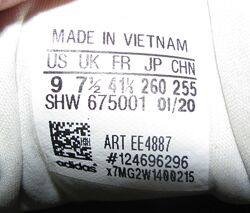 MADE IN VIETNAM
US UK FR JP CHN
9 7½ 41⅓ 260 255
SHW 675001 01/20
ART EE4887
#124696296
adidas x7MG2W1400215